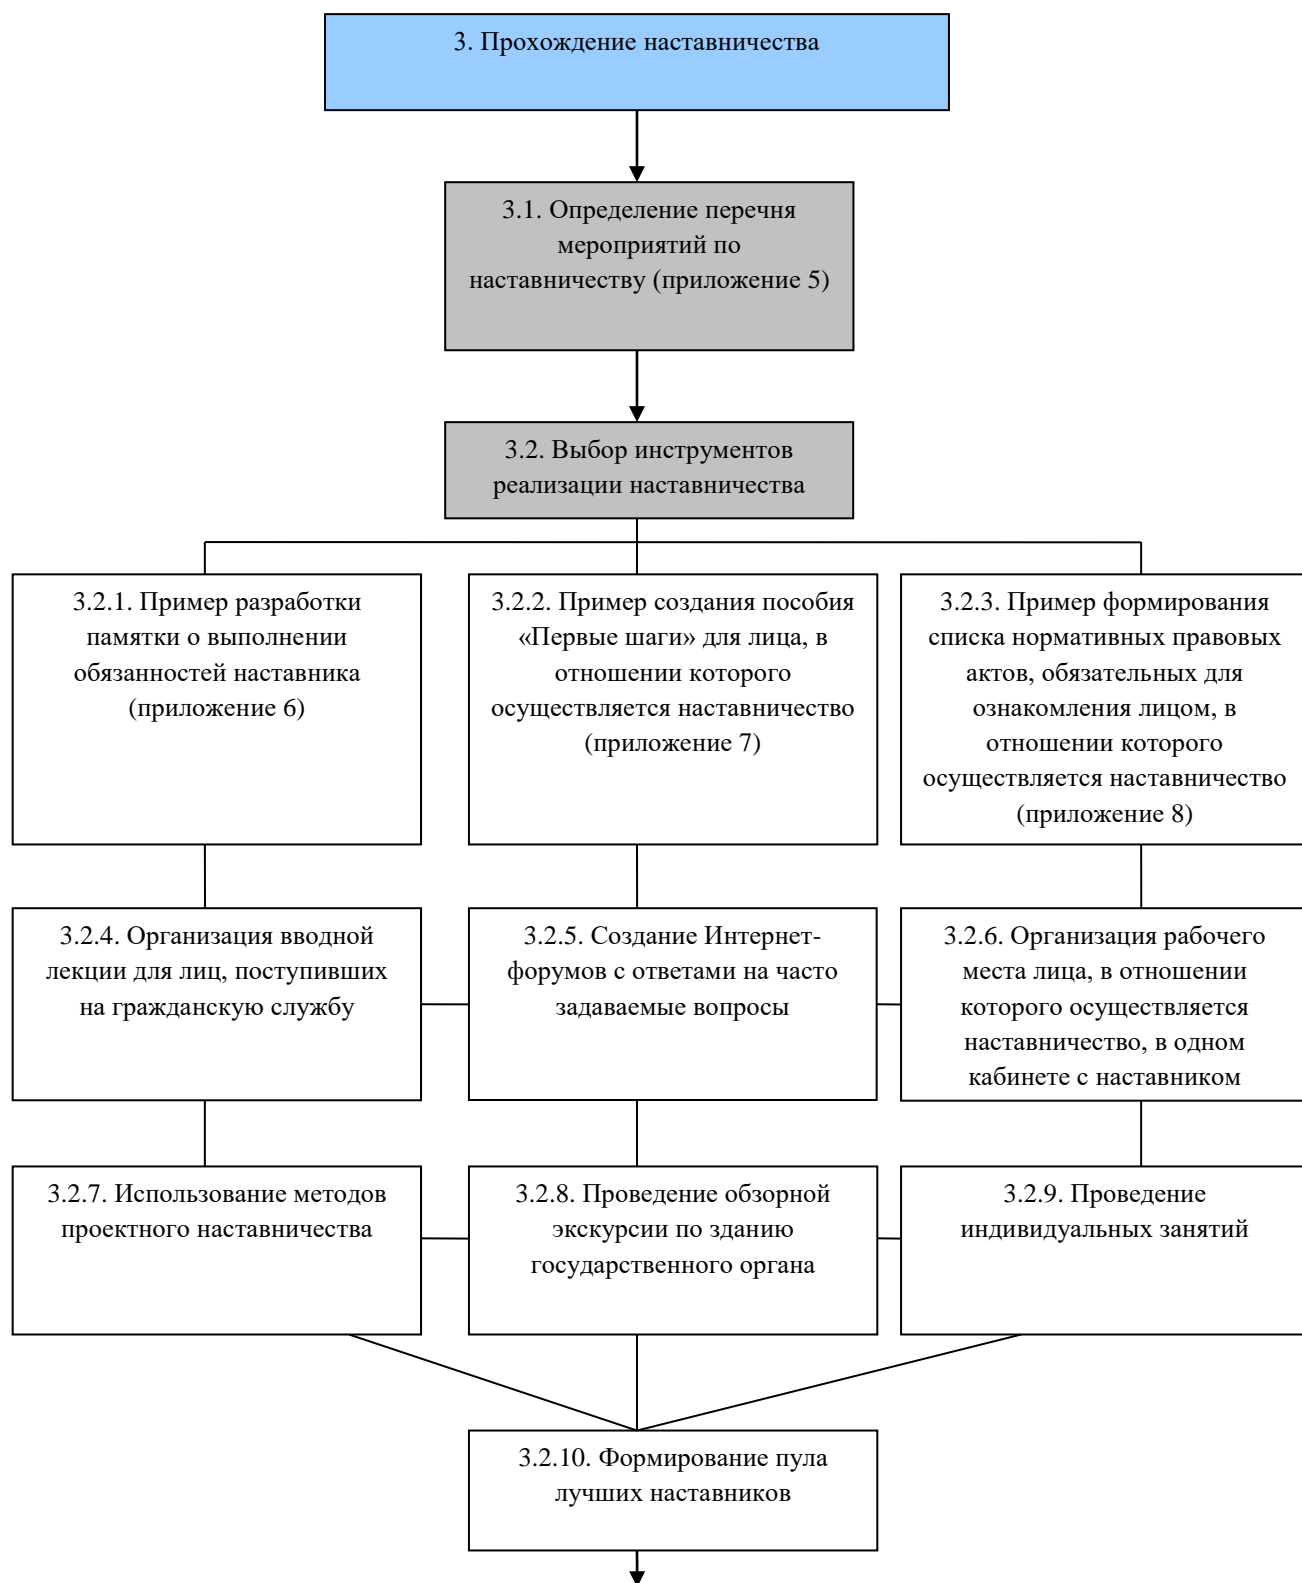 3. Прохождение наставничества
3.1. Определение перечня
мероприятий по
наставничеству (приложение 5)
3.2. Выбор инструментов
реализации наставничества
3.2.1. Пример разработки
памятки о выполнении
обязанностей наставника
(приложение 6)
3.2.2. Пример создания пособия
«Первые шаги» для лица, в
отношении которого
осуществляется наставничество
(приложение 7)
3.2.3. Пример формирования
списка нормативных правовых
актов, обязательных для
ознакомления лицом, в
отношении которого
осуществляется наставничество
(приложение 8)
3.2.4. Организация вводной
лекции для лиц, поступивших
на гражданскую службу
3.2.5. Создание Интернет-
форумов с ответами на часто
задаваемые вопросы
3.2.6. Организация рабочего
места лица, в отношении
которого осуществляется
наставничество, в одном
кабинете с наставником
3.2.7. Использование методов
проектного наставничества
3.2.8. Проведение обзорной
экскурсии по зданию
государственного органа
3.2.9. Проведение
индивидуальных занятий
3.2.10. Формирование пула
лучших наставников